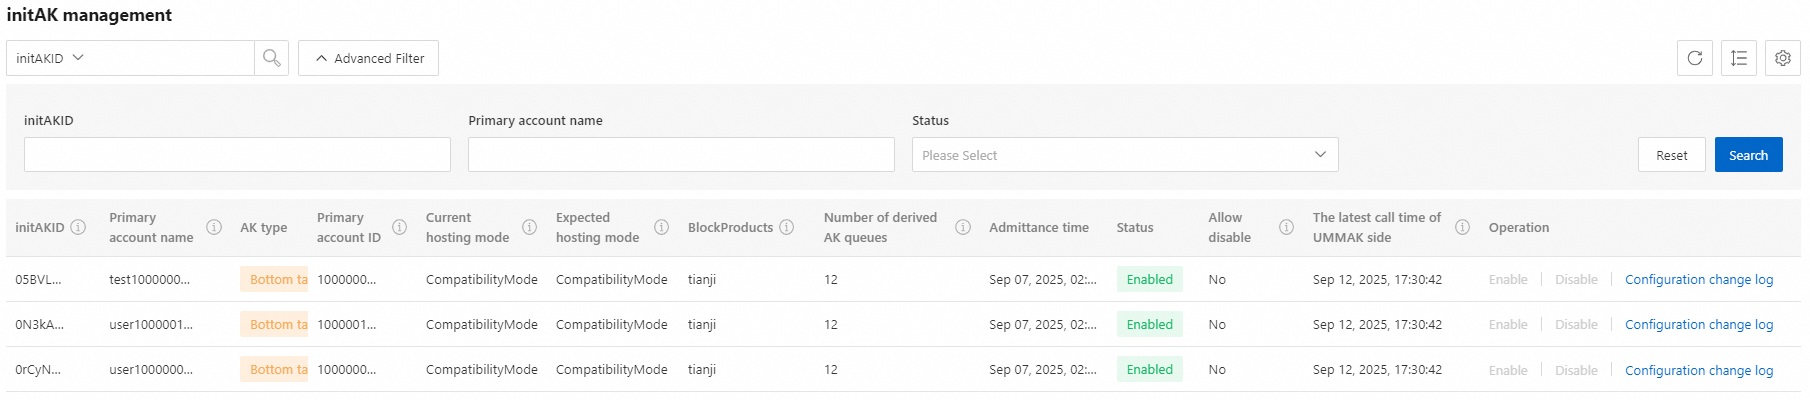 initAK management
initAKID
Advanced Filter
initAKID Primary account name Status
Please Select Reset Search
initAKID Primary account name AK type Primary account ID Current hosting mode Expected hosting mode BlockProducts Number of derived AK queues Admittance time Status Allow disable The latest call time of UMMAK side Operation
05BVL... test1000000... Bottom ta 1000000... CompatibilityMode CompatibilityMode tianji 12 Sep 07, 2025, 02:... Enabled No Sep 12, 2025, 17:30:42 Enable Disable Configuration change log
0N3kA... user1000001... Bottom ta 1000001... CompatibilityMode CompatibilityMode tianji 12 Sep 07, 2025, 02:... Enabled No Sep 12, 2025, 17:30:42 Enable Disable Configuration change log
0rCyN... user1000000... Bottom ta 1000000... CompatibilityMode CompatibilityMode tianji 12 Sep 07, 2025, 02:... Enabled No Sep 12, 2025, 17:30:42 Enable Disable Configuration change log